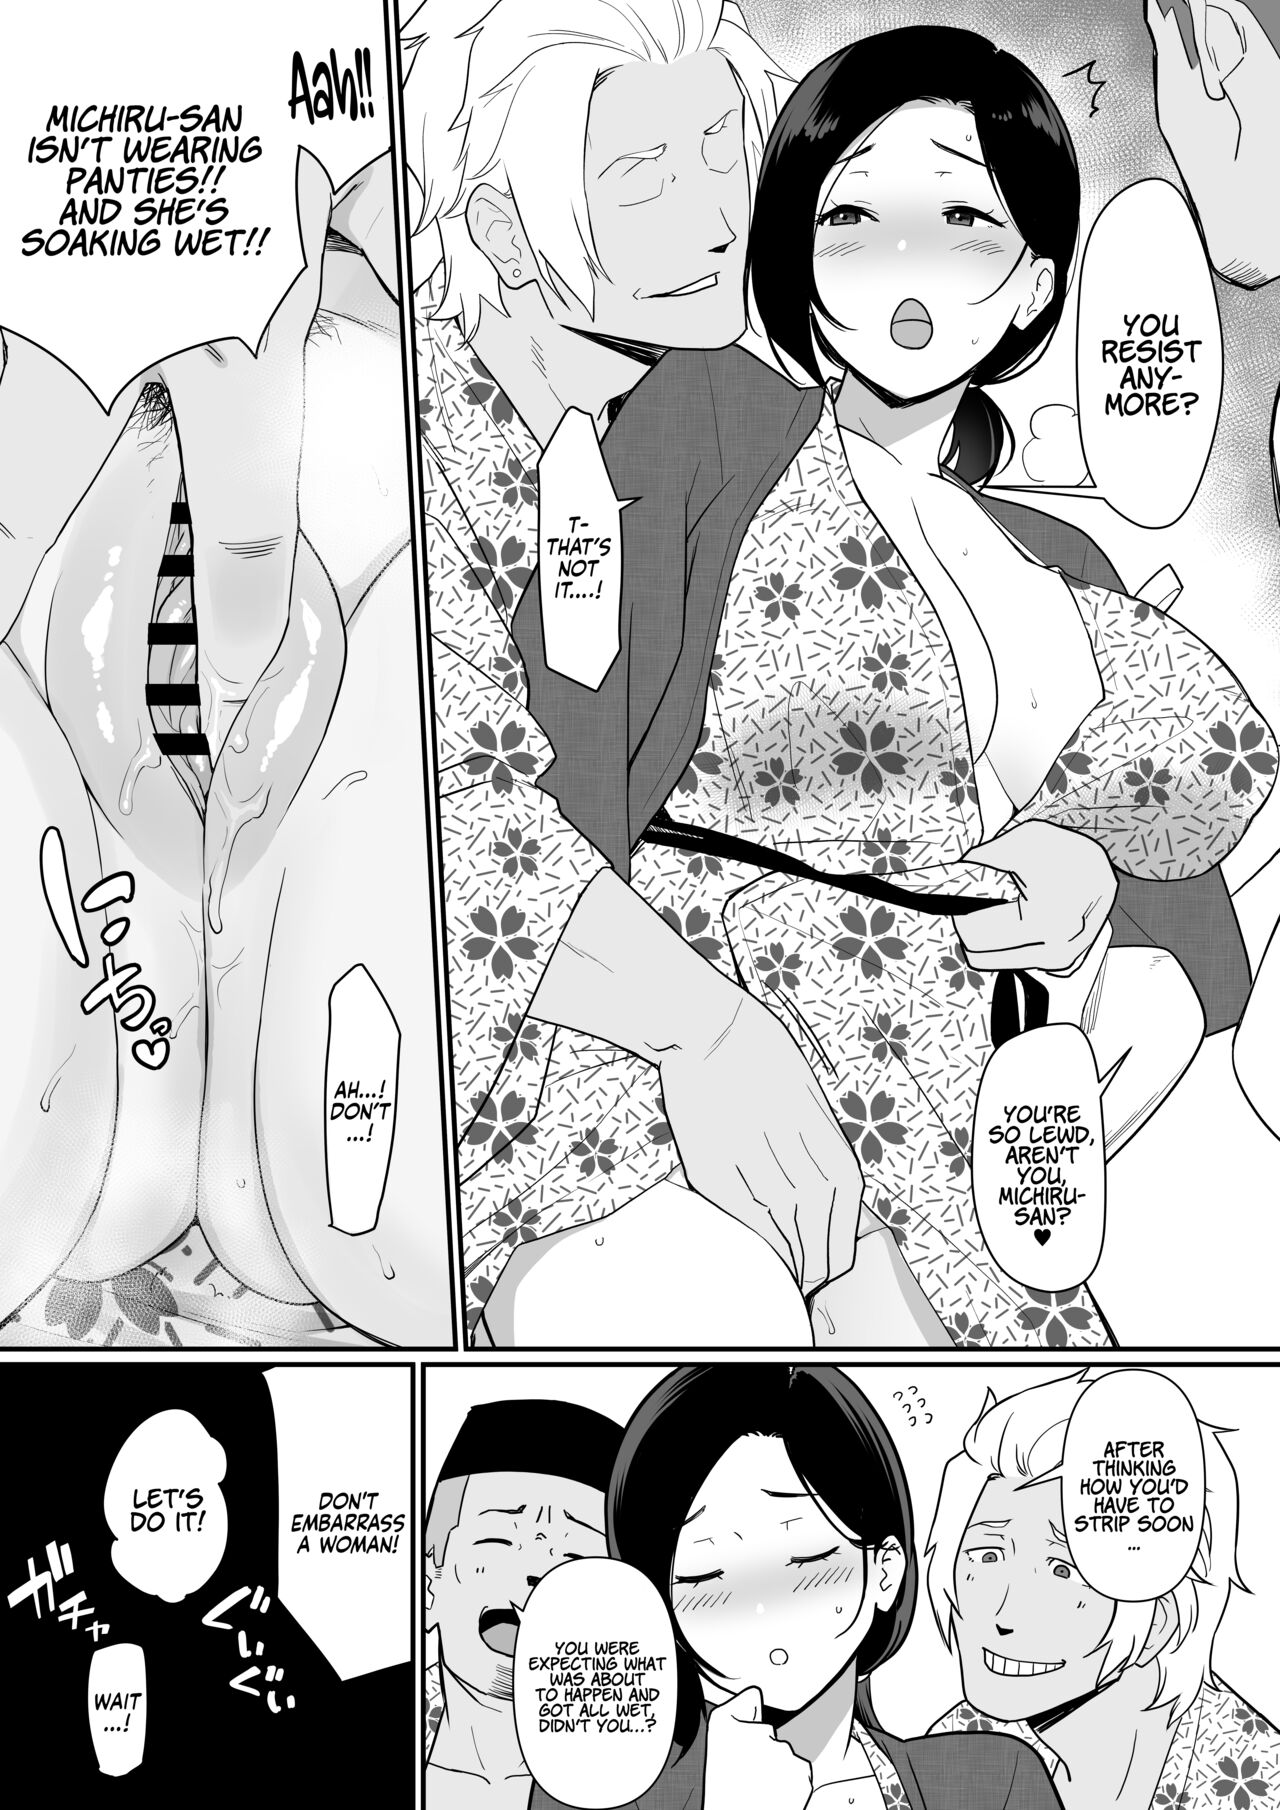 YOU
RESIST
ANY-
MORE?
T-
THAT'S
NOT
IT....!
YOU'RE
SO LEWD,
AREN'T
YOU,
MICHIRU-
SAN?
♥
Aah!!
MICHIRU-SAN
ISN'T WEARING
PANTIES!!
AND SHE'S
SOAKING WET!!
AH...!
DON'T
...!
にちっ♡
AFTER
THINKING
HOW YOU'D
HAVE TO
STRIP SOON
...
YOU WERE
EXPECTING WHAT
WAS ABOUT
TO HAPPEN AND
GOT ALL WET,
DIDN'T YOU...?
DON'T
EMBARRASS
A WOMAN!
LET'S
DO IT!
ぐいぐい
ガチャ
WAIT
...!